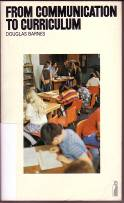 FROM COMMUNICATION
TO CURRICULUM
DOUGLAS BARNES